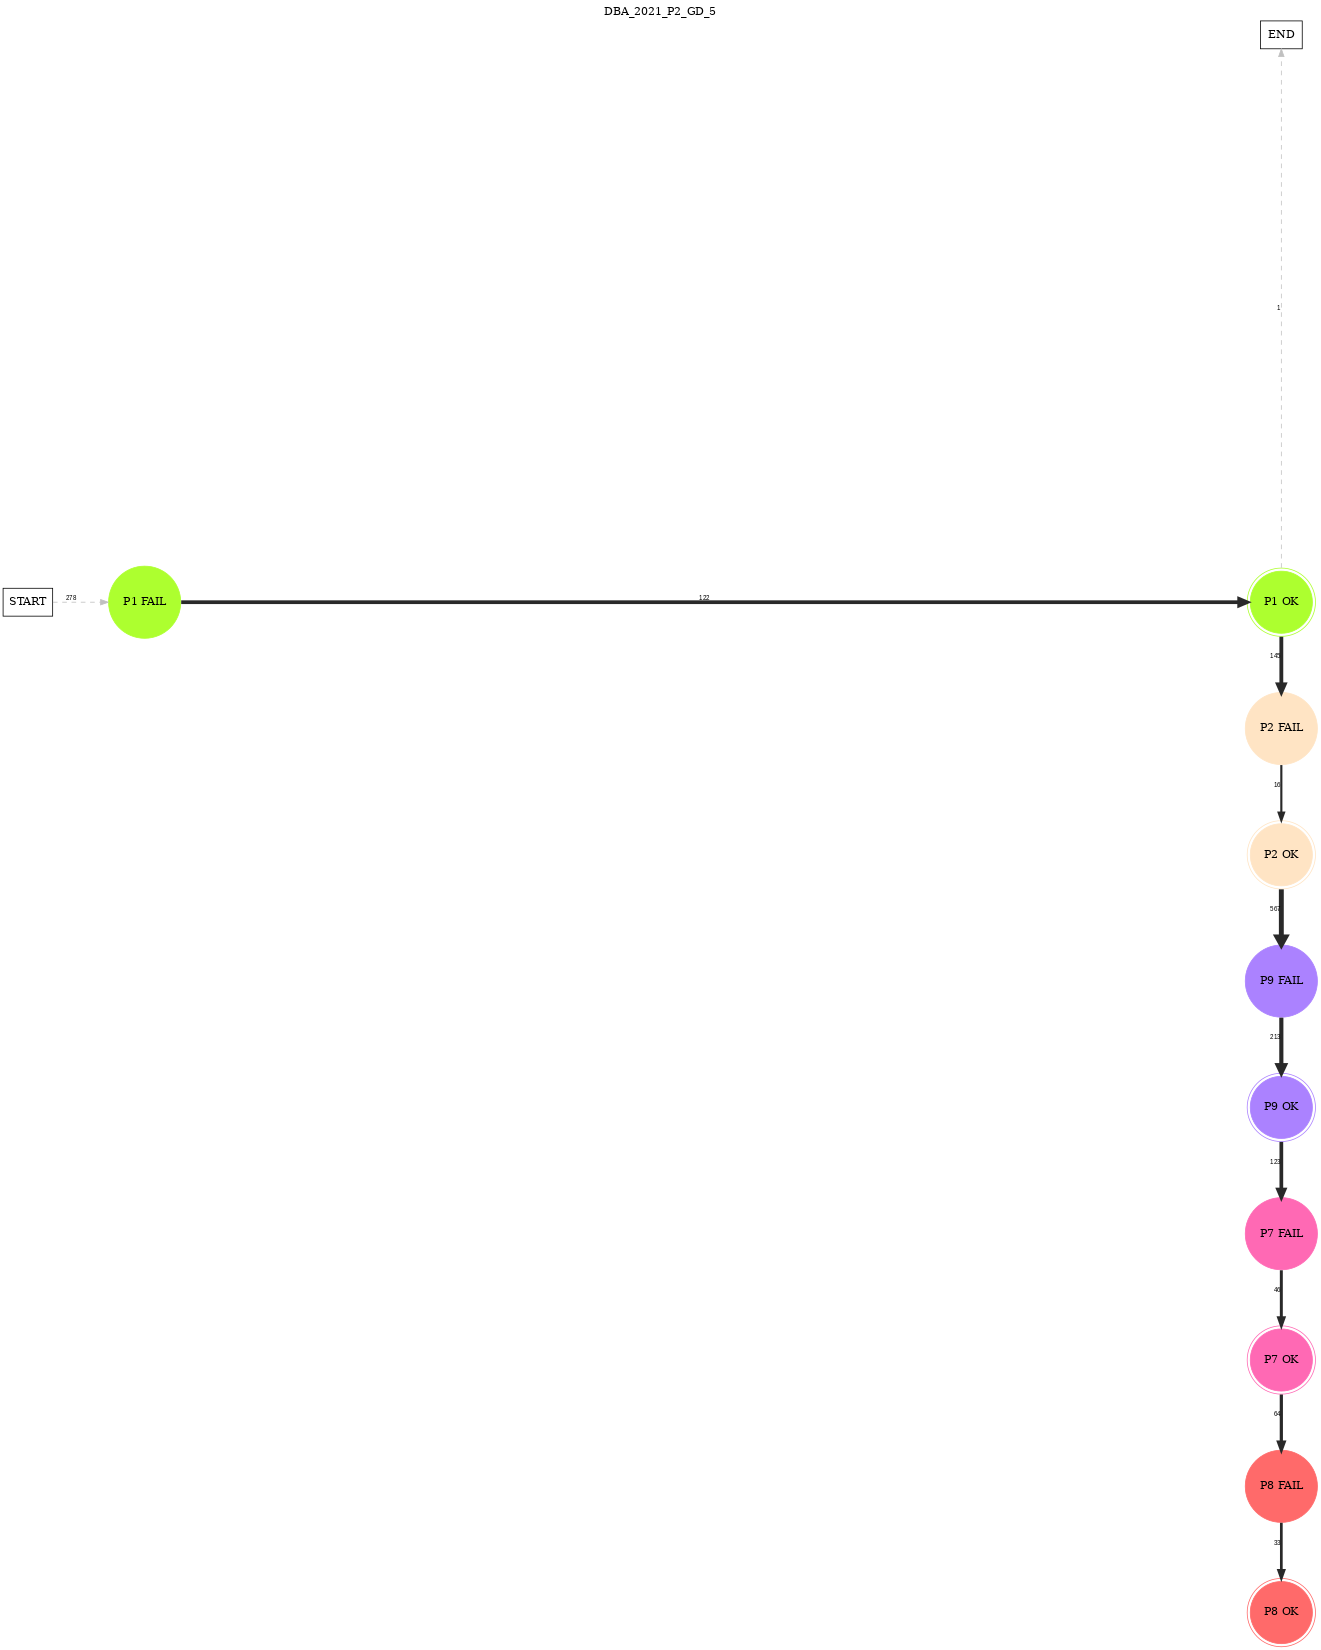 DBA_2021_P2_GD_5
END
1
START
278
P1 FAIL
122
P1 OK
145
P2 FAIL
16
P2 OK
567
P9 FAIL
213
P9 OK
123
P7 FAIL
46
P7 OK
64
P8 FAIL
33
P8 OK